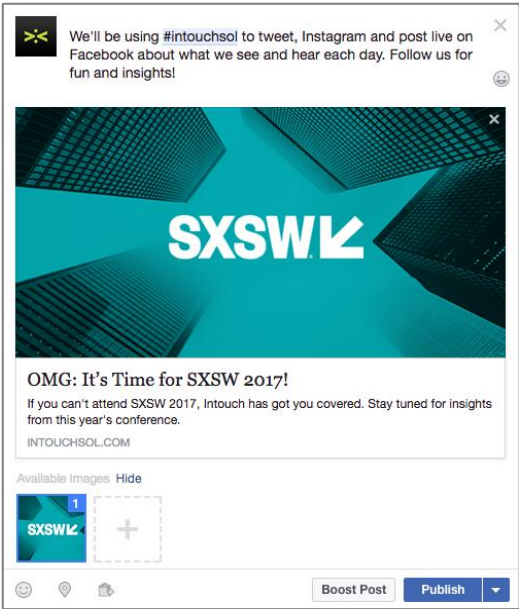 We'll be using #intouchsol to tweet, Instagram and post live on
Facebook about what we see and hear each day. Follow us for
fun and insights!
SXSW
OMG: It's Time for SXSW 2017!
If you can't attend SXSW 2017, Intouch has got you covered. Stay tuned for insights
from this year's conference.
INTOUCHSOL.COM
Available Images Hide
1
SXSW
Boost Post Publish